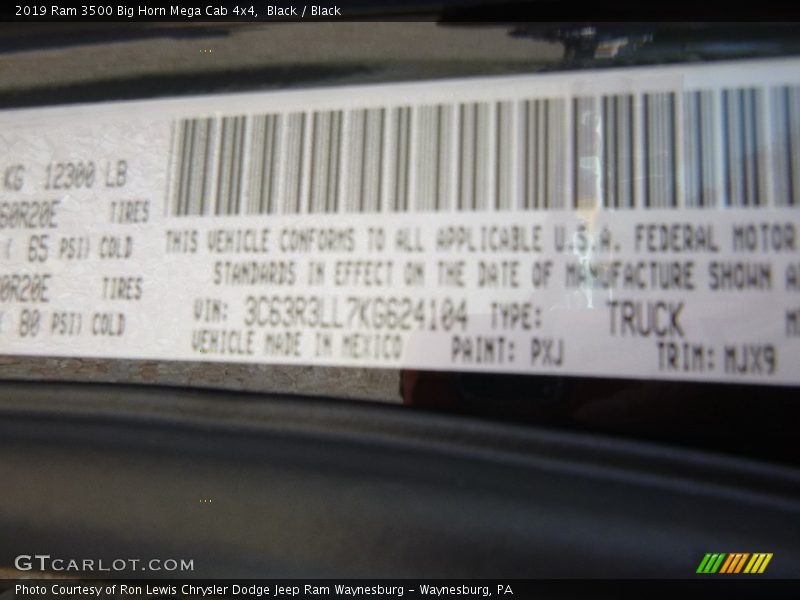 2019 Ram 3500 Big Horn Mega Cab 4x4,  Black / Black
KG 12300 LB
60R20E TIRES
65 PSI) COLD
0R20E TIRES
80 PSI) COLD
THIS VEHICLE CONFORMS TO ALL APPLICABLE U.S.A. FEDERAL MOTOR
STANDARDS IN EFFECT ON THE DATE OF MANUFACTURE SHOWN
VIN: 3C63R3LL7KG624104 TYPE: TRUCK
VEHICLE MADE IN MEXICO PAINT: PXJ TRIM: MJX9
GTCARLOT.COM
Photo Courtesy of Ron Lewis Chrysler Dodge Jeep Ram Waynesburg – Waynesburg, PA